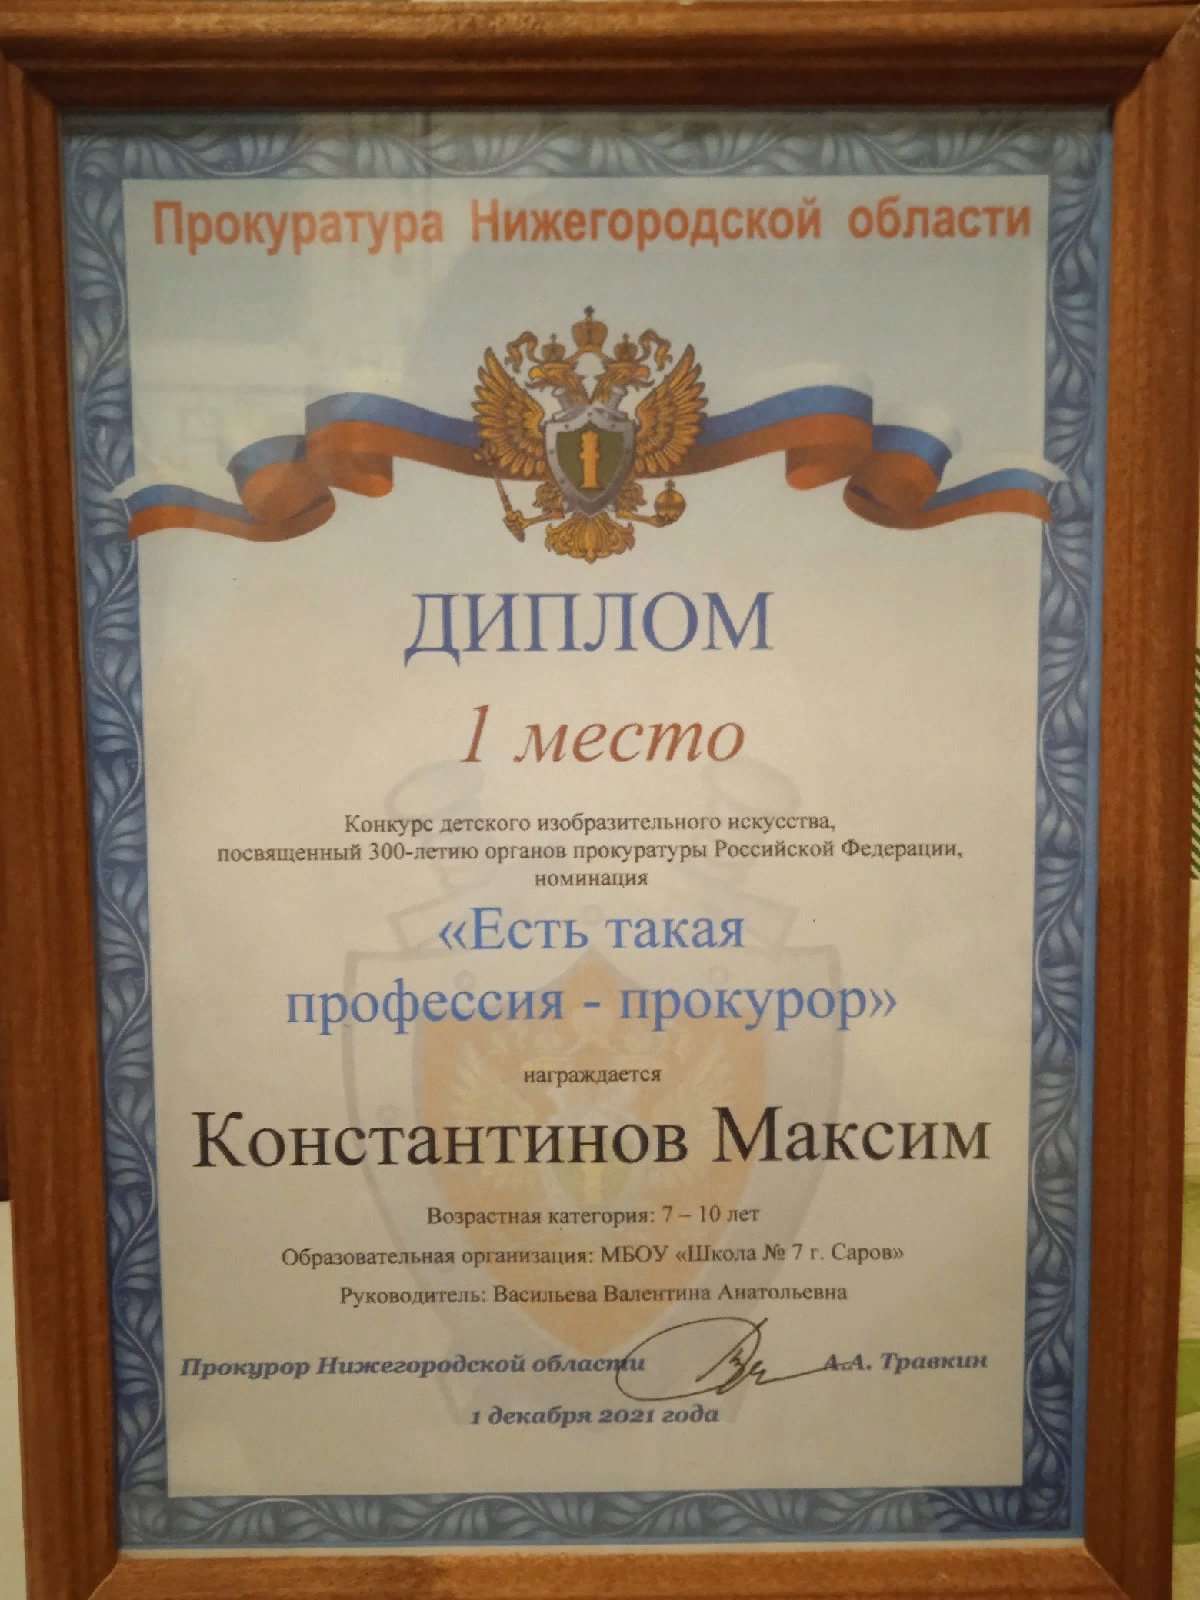 Прокуратура Нижегородской области
ДИПЛОМ
1 место
Конкурс детского изобразительного искусства,
посвященный 300-летию органов прокуратуры Российской Федерации,
номинация
«Есть такая
профессия - прокурор»
награждается
Константинов Максим
Возрастная категория: 7 – 10 лет
Образовательная организация: МБОУ «Школа № 7 г. Саров»
Руководитель: Васильева Валентина Анатольевна
Прокурор Нижегородской области А.А. Травкин
1 декабря 2021 года